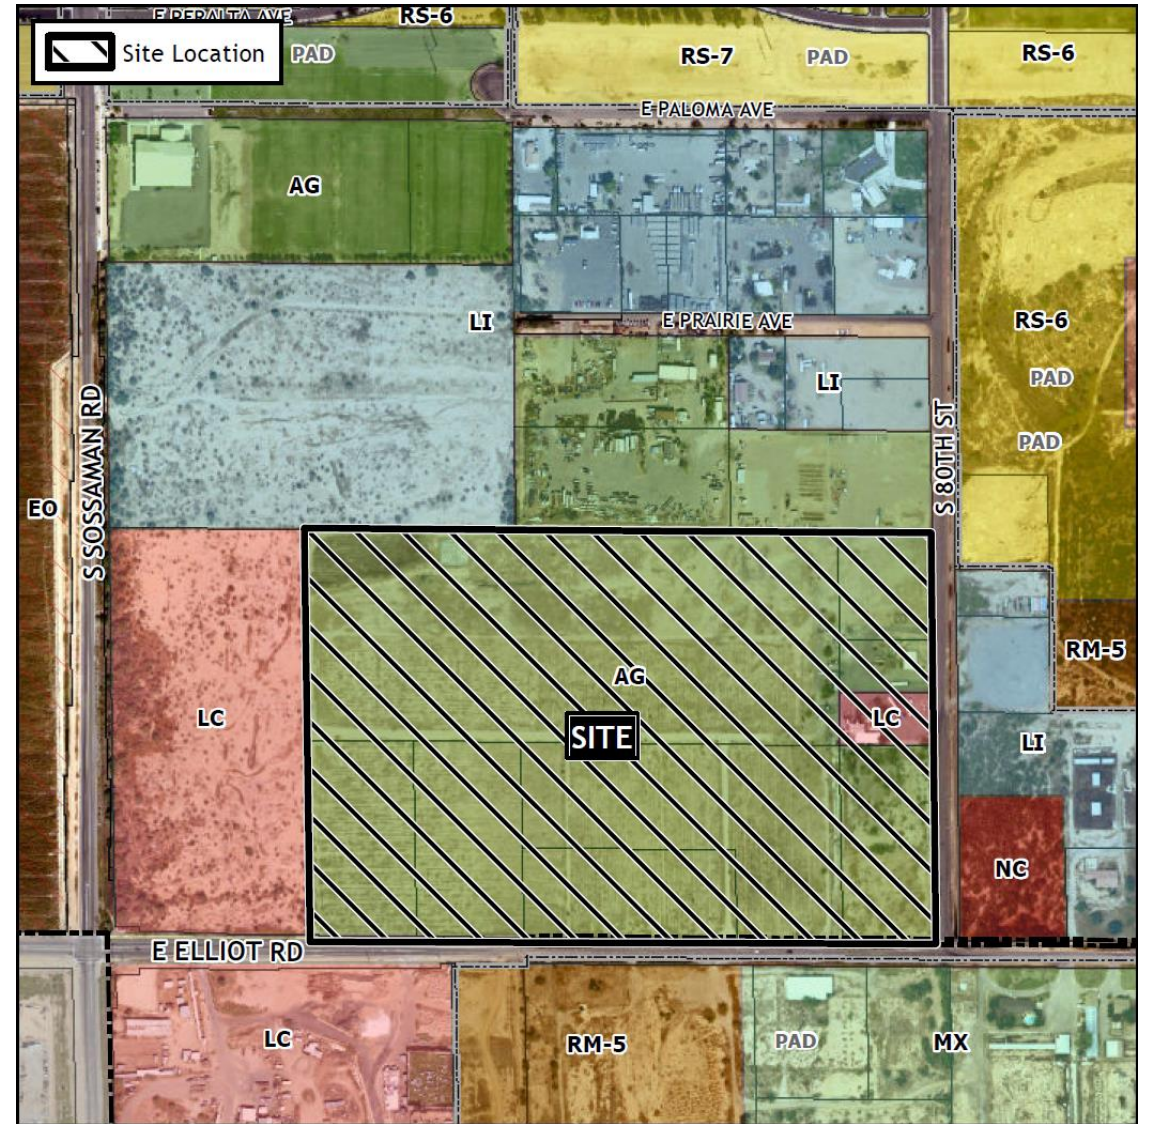 E PERALTA AVE
RS-6
Site Location
PAD
RS-7
PAD
RS-6
E PALOMA AVE
AG
LI
E PRAIRIE AVE
RS-6
PAD
LI
PAD
S SOSSAMAN RD
S 80TH ST
EO
RM-5
AG
LC
LC
SITE
LI
NC
E ELLIOT RD
LC
RM-5
PAD
MX